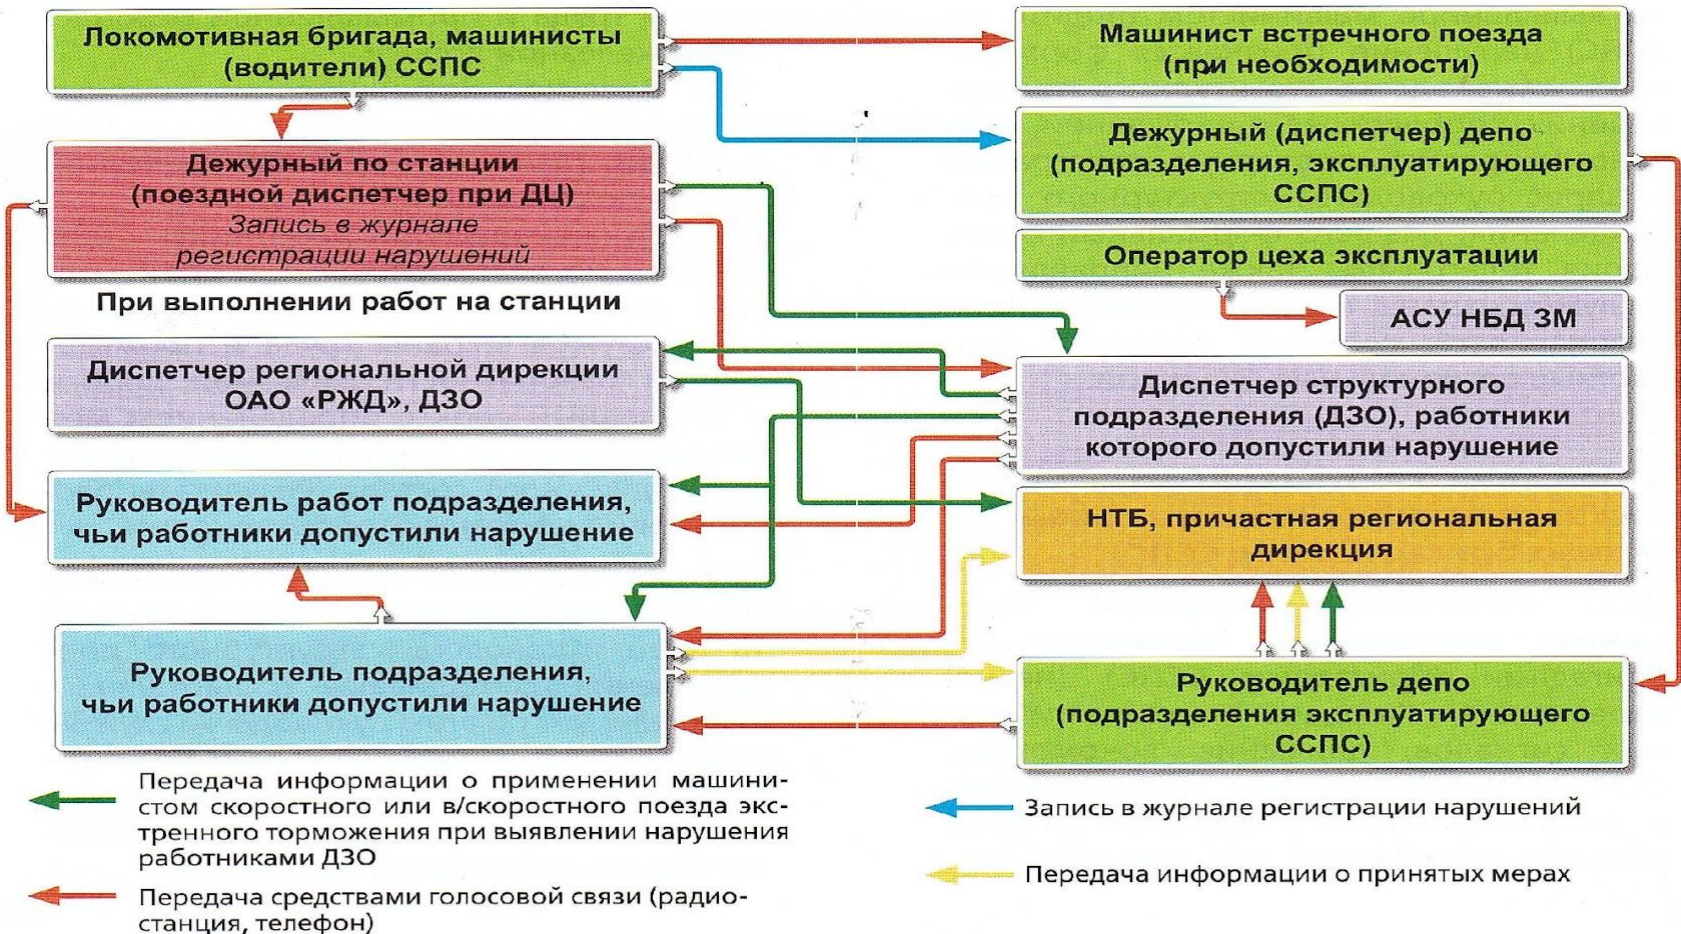 Локомотивная бригада, машинисты
(водители) ССПС
Машинист встречного поезда
(при необходимости)
Дежурный по станции
(поездной диспетчер при ДЦ)
Запись в журнале
регистрации нарушений
Дежурный (диспетчер) депо
(подразделения, эксплуатирующего
ССПС)
Оператор цеха эксплуатации
При выполнении работ на станции
АСУ НБД ЗМ
Диспетчер региональной дирекции
ОАО «РЖД», ДЗО
Диспетчер структурного
подразделения (ДЗО), работники
которого допустили нарушение
Руководитель работ подразделения,
чьи работники допустили нарушение
НТБ, причастная региональная
дирекция
Руководитель подразделения,
чьи работники допустили нарушение
Руководитель депо
(подразделения эксплуатирующего
ССПС)
Передача информации о применении машини-
стом скоростного или в/скоростного поезда экс-
тренного торможения при выявлении нарушения
работниками ДЗО
Передача средствами голосовой связи (радио-
станция, телефон)
Запись в журнале регистрации нарушений
Передача информации о принятых мерах